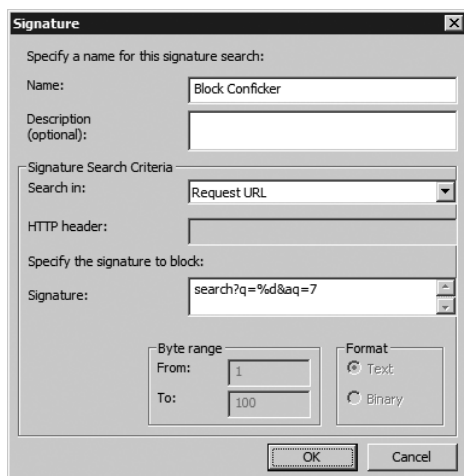 Signature
Specify a name for this signature search:
Name:
Block Conficker
Description
(optional):
Signature Search Criteria
Search in:
Request URL
HTTP header:
Specify the signature to block:
Signature:
search?q=%d&aq=7
Byte range
From:
1
To:
100
Format
Text
Binary
OK
Cancel